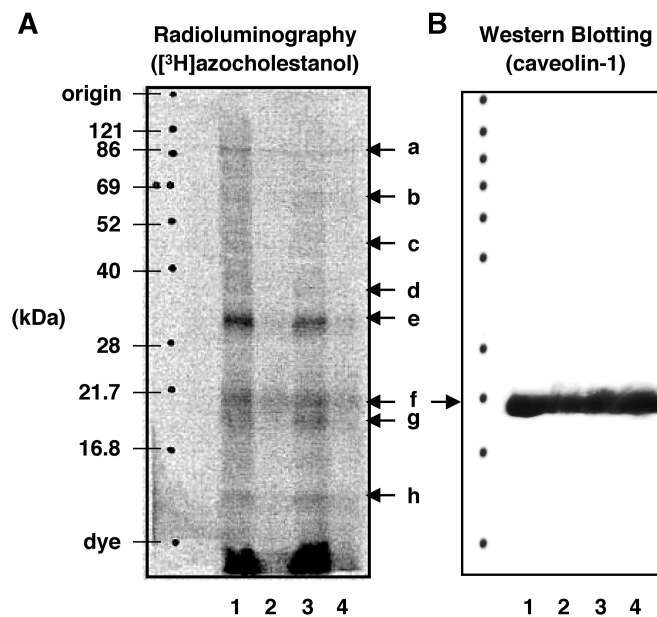 A
Radioluminography
([³H]azocholestanol)
B
Western Blotting
(caveolin-1)
origin
121
86
69
52
40
(kDa)
28
21.7
16.8
dye
a
b
c
d
e
f
g
h
1 2 3 4
1 2 3 4